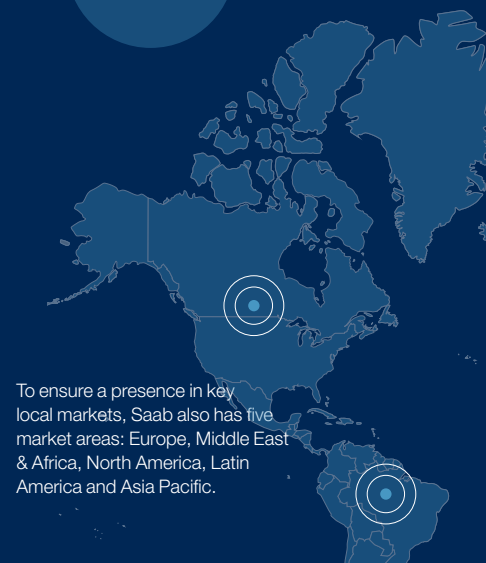 To ensure a presence in key
local markets, Saab also has five
market areas: Europe, Middle East
& Africa, North America, Latin
America and Asia Pacific.